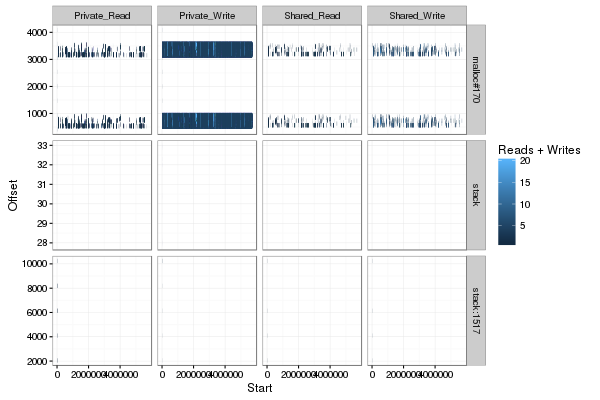 Private_Read Private_Write Shared_Read Shared_Write
4000
3000
2000
1000
malloc#170
33
32
31
30
29
28
stack
10000
8000
6000
4000
2000
stack:1517
Offset
0 2000000 4000000 0 2000000 4000000 0 2000000 4000000 0 2000000 4000000
Start
Reads + Writes
20
15
10
5